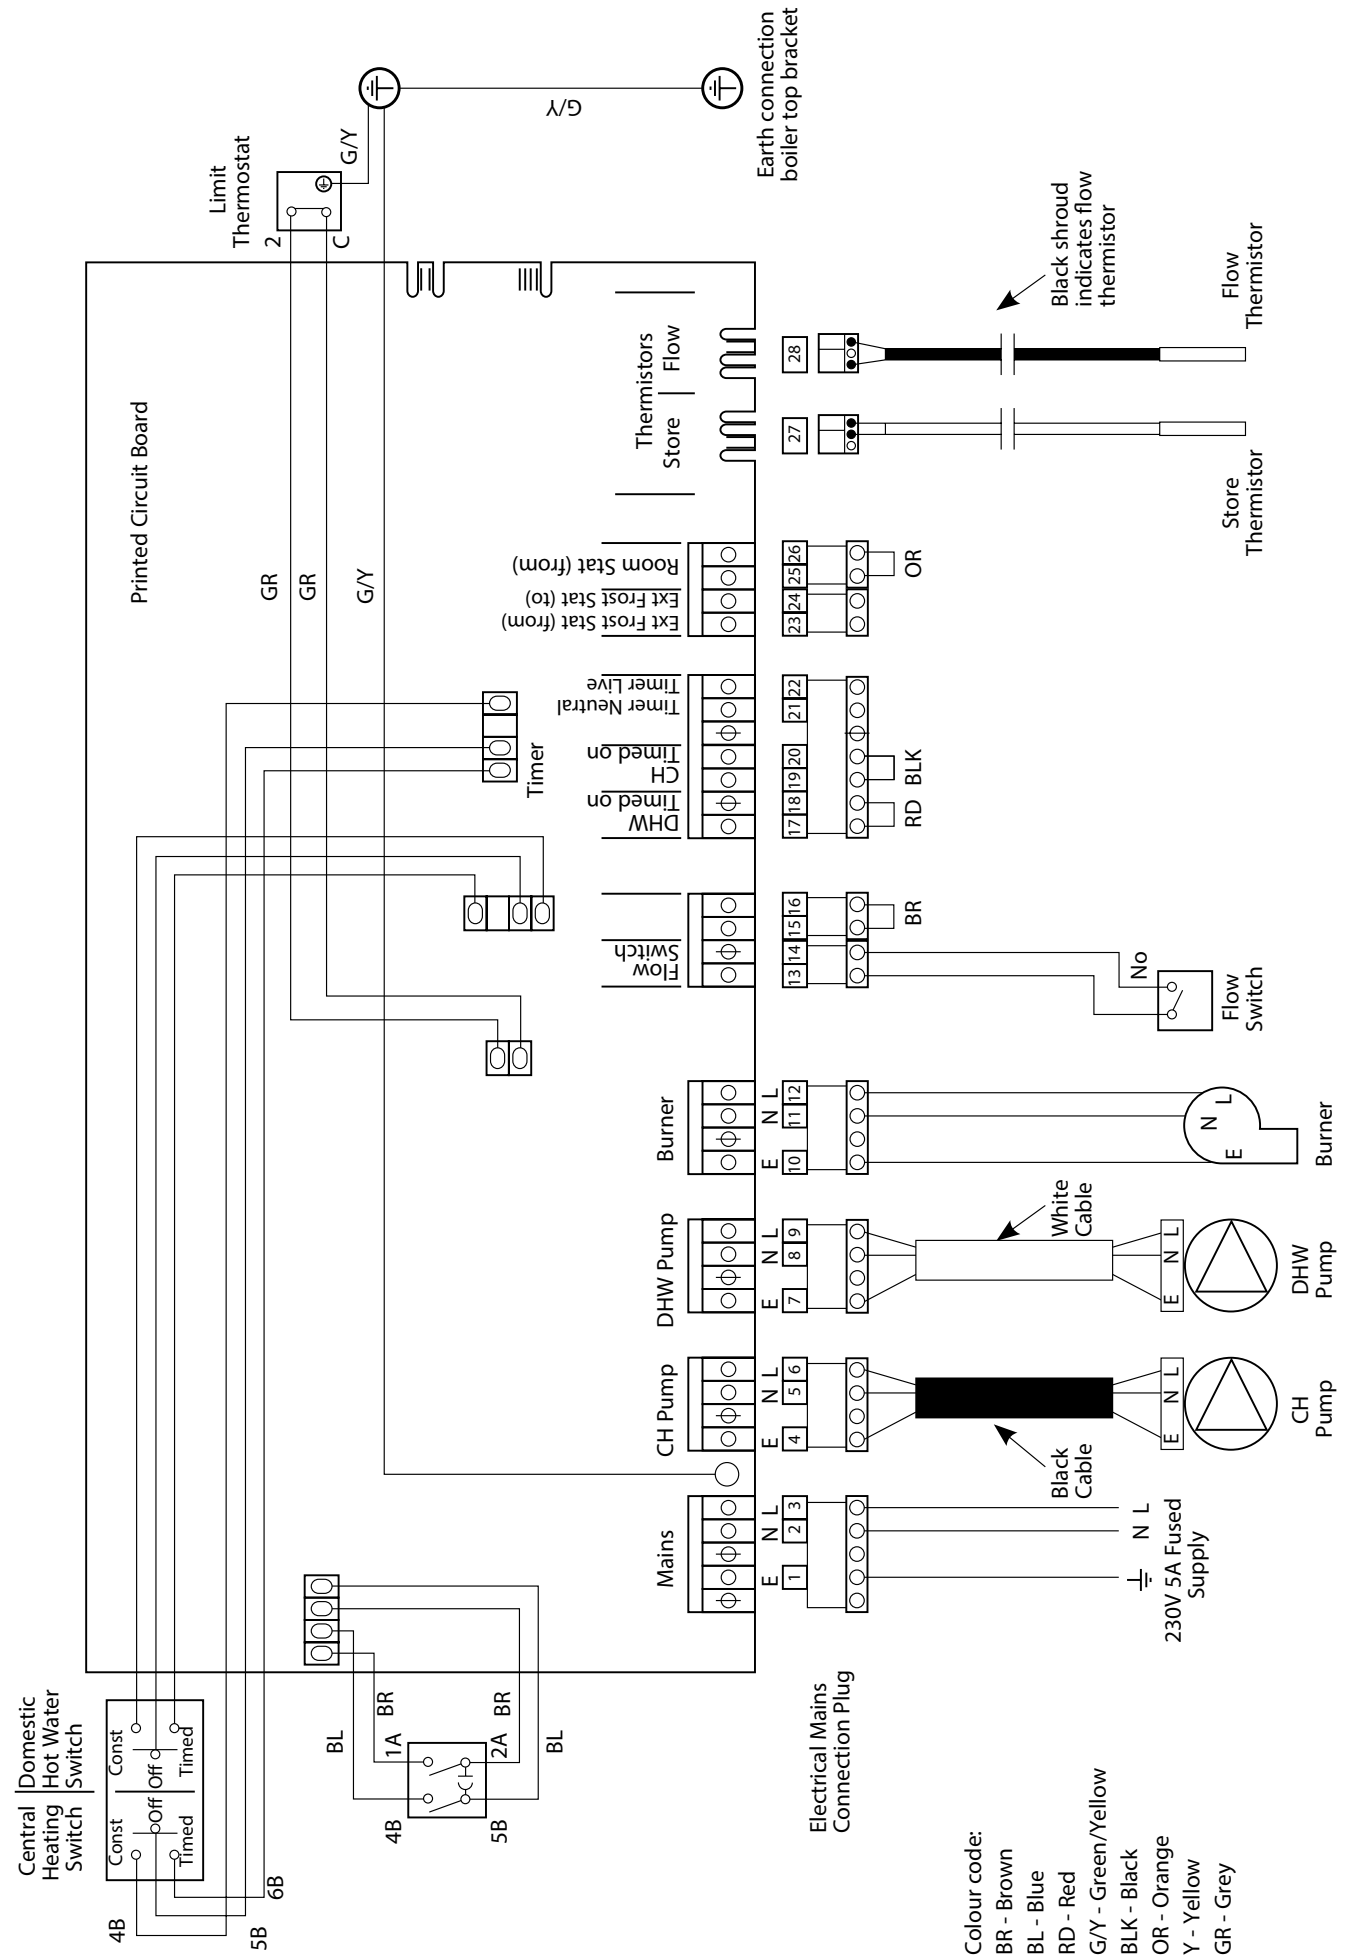 Central
Heating
Switch
Domestic
Hot Water
Switch
Const
Off
Timed
Const
Off
Timed
4B
5B
6B
Printed Circuit Board
Limit
Thermostat
2
C
G/Y
G/Y
Earth connection
boiler top bracket
GR
GR
G/Y
Timer
BL
BR
1A
4B
2A
5B
BR
BL
Mains
CH Pump
DHW Pump
Burner
Flow
Switch
DHW
Timed on
CH
Timed on
Timer Neutral
Timer Live
Ext Frost Stat (from)
Ext Frost Stat (to)
Room Stat (from)
Thermistors
Store
Flow
E N L
E N L
E N L
E N L
1 2 3
4 5 6
7 8 9
10 11 12
13 14 15 16
17 18 19 20 21 22
23 24 25 26
27
28
BR
RD
BLK
OR
Electrical Mains
Connection Plug
N L
230V 5A Fused
Supply
Black
Cable
E N L
CH
Pump
White
Cable
E N L
DHW
Pump
E N L
Burner
No
Flow
Switch
Store
Thermistor
Black shroud
indicates flow
thermistor
Flow
Thermistor
Colour code:
BR - Brown
BL - Blue
RD - Red
G/Y - Green/Yellow
BLK - Black
OR - Orange
Y - Yellow
GR - Grey